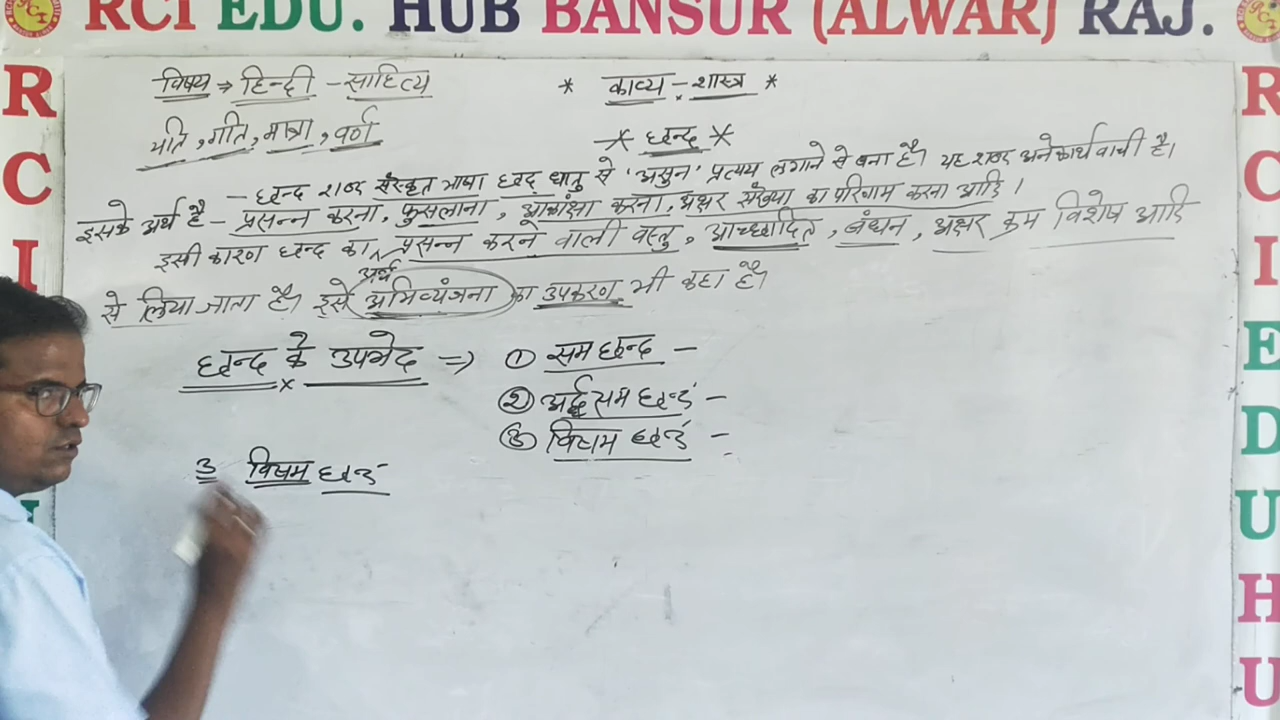 RCi EDU. HUB BANSUR (ALWAR) RAJ.
विषय → हिन्दी - साहित्य
* काव्य - शास्त्र *
यति, गति, मात्रा, वर्ण
* छन्द *
- छन्द शब्द संस्कृत भाषा छद् धातु से 'असुन' प्रत्यय लगाने से बना है। यह शब्द अनेकार्थवाची है।
इसके अर्थ है - प्रसन्न करना, फुसलाना, आकांक्षा करना, अक्षर संख्या का परिणाम करना आदि।
इसी कारण छन्द का अर्थ प्रसन्न करने वाली वस्तु, आच्छादित, बंधन, अक्षर क्रम विशेष आदि
से लिया जाता है। इसे अभिव्यंजना का उपकरण भी कहा है।
छन्द के उपभेद ⇒ ① सम छन्द -
② अर्द्धसम छन्द -
③ विषम छन्द -
3 विषम छन्द
RCI
RCIEDUHU